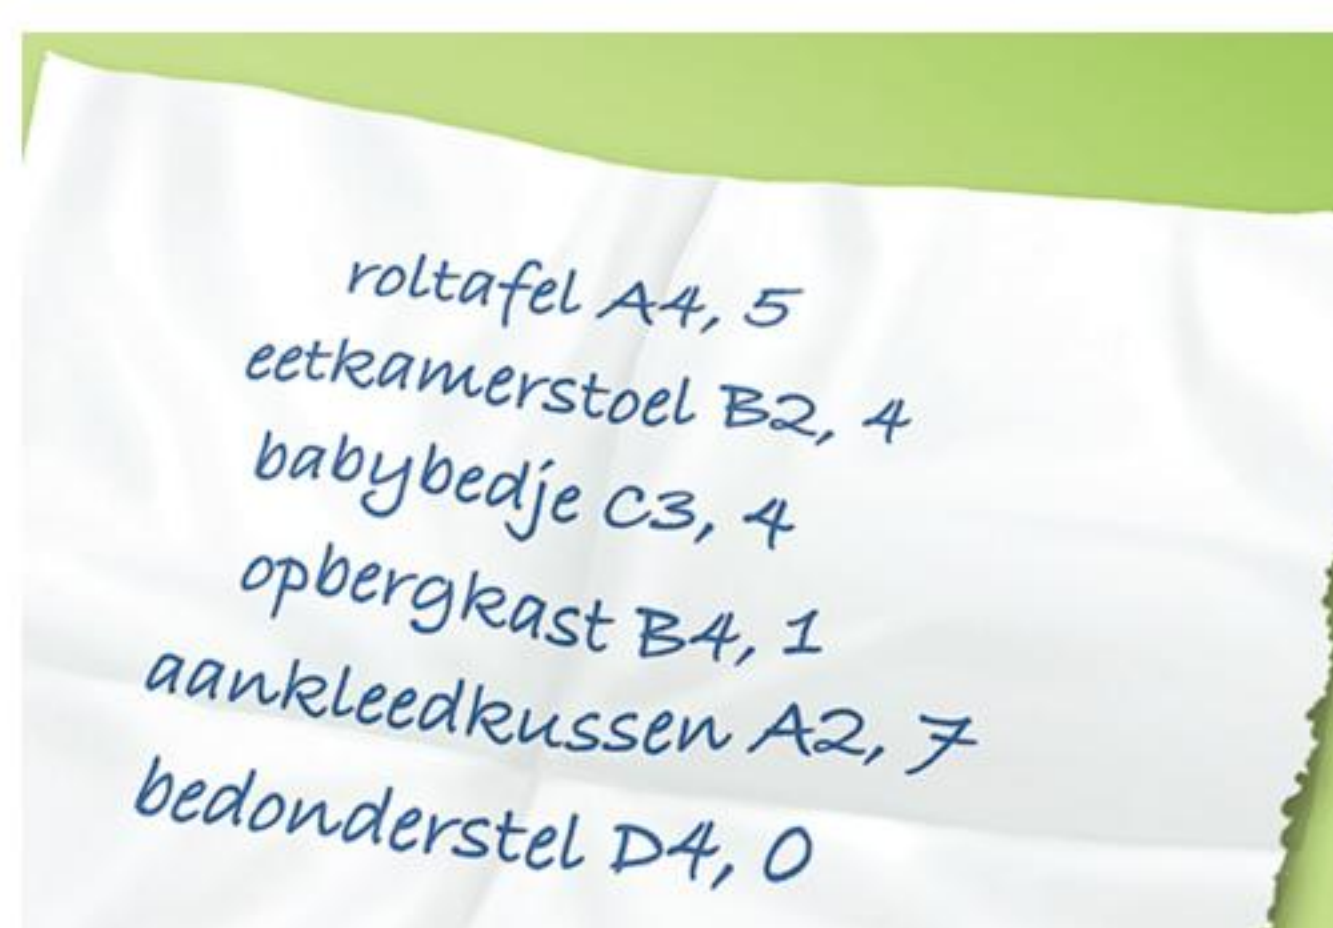 roltafel A4, 5
eetkamerstoel B2, 4
babybedje C3, 4
opbergkast B4, 1
aankleedkussen A2, 7
bedonderstel D4, 0